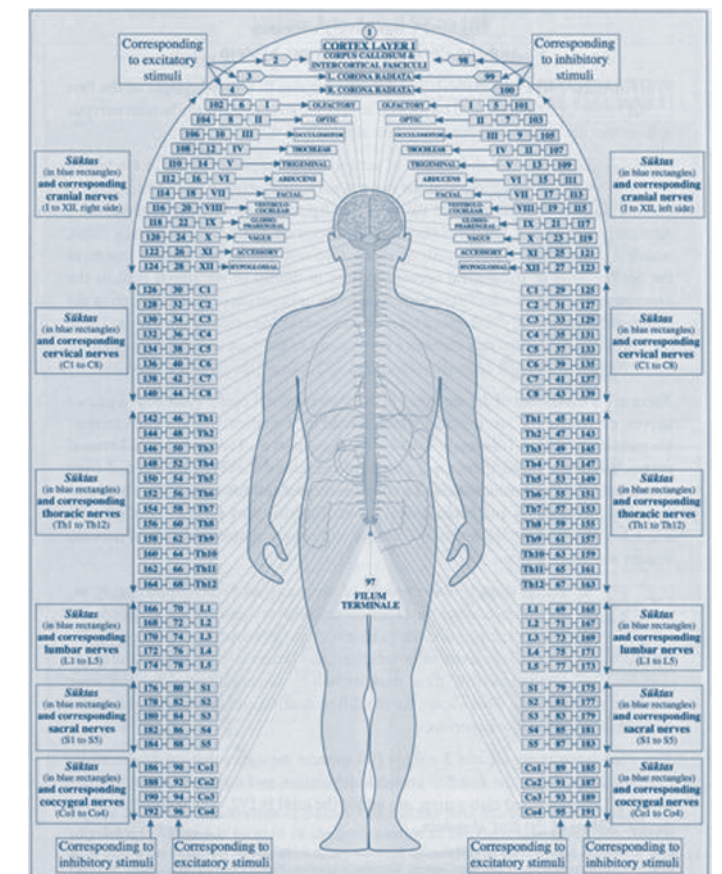 1
CORTEX LAYER I
CORPUS CALLOSUM &
INTERCORTICAL FASCICULI
L. CORONA RADIATA
R. CORONA RADIATA
Corresponding
to excitatory
stimuli
2
3
4
Corresponding
to inhibitory
stimuli
98
99
100
Sūktas
(in blue rectangles)
and corresponding
cranial nerves
(I to XII, right side)
102 6 I OLFACTORY
104 8 II OPTIC
106 10 III OCCULOMOTOR
108 12 IV TROCHLEAR
110 14 V TRIGEMINAL
112 16 VI ABDUCENS
114 18 VII FACIAL
116 20 VIII VESTIBULO-
COCHLEAR
118 22 IX GLOSSO-
PHARENGEAL
120 24 X VAGUE
122 26 XI ACCESSORY
124 28 XII HYPOGLOSSIAL
OLFACTORY I 5 101
OPTIC II 7 103
OCCULOMOTOR III 9 105
TROCHLEAR IV 11 107
TRIGEMINAL V 13 109
ABDUCENS VI 15 111
FACIAL VII 17 113
VESTIBULO-
COCHLEAR VIII 19 115
GLOSSO-
PHARENGEAL IX 21 117
VAGUE X 23 119
ACCESSORY XI 25 121
HYPOGLOSSIAL XII 27 123
Sūktas
(in blue rectangles)
and corresponding
cranial nerves
(I to XII, left side)
Sūktas
(in blue rectangles)
and corresponding
cervical nerves
(C1 to C8)
126 30 C1
128 32 C2
130 34 C3
132 36 C4
134 38 C5
136 40 C6
138 42 C7
140 44 C8
C1 29 125
C2 31 127
C3 33 129
C4 35 131
C5 37 133
C6 39 135
C7 41 137
C8 43 139
Sūktas
(in blue rectangles)
and corresponding
cervical nerves
(C1 to C8)
Sūktas
(in blue rectangles)
and corresponding
thoracic nerves
(Th1 to Th12)
142 46 Th1
144 48 Th2
146 50 Th3
148 52 Th4
150 54 Th5
152 56 Th6
154 58 Th7
156 60 Th8
158 62 Th9
160 64 Th10
162 66 Th11
164 68 Th12
Th1 45 141
Th2 47 143
Th3 49 145
Th4 51 147
Th5 53 149
Th6 55 151
Th7 57 153
Th8 59 155
Th9 61 157
Th10 63 159
Th11 65 161
Th12 67 163
Sūktas
(in blue rectangles)
and corresponding
thoracic nerves
(Th1 to Th12)
97
FILUM
TERMINALE
Sūktas
(in blue rectangles)
and corresponding
lumbar nerves
(L1 to L5)
166 70 L1
168 72 L2
170 74 L3
172 76 L4
174 78 L5
L1 69 165
L2 71 167
L3 73 169
L4 75 171
L5 77 173
Sūktas
(in blue rectangles)
and corresponding
lumbar nerves
(L1 to L5)
Sūktas
(in blue rectangles)
and corresponding
sacral nerves
(S1 to S5)
176 80 S1
178 82 S2
180 84 S3
182 86 S4
184 88 S5
S1 79 175
S2 81 177
S3 83 179
S4 85 181
S5 87 183
Sūktas
(in blue rectangles)
and corresponding
sacral nerves
(S1 to S5)
Sūktas
(in blue rectangles)
and corresponding
coccygeal nerves
(Co1 to Co4)
186 90 Co1
188 92 Co2
190 94 Co3
192 96 Co4
Co1 89 185
Co2 91 187
Co3 93 189
Co4 95 191
Sūktas
(in blue rectangles)
and corresponding
coccygeal nerves
(Co1 to Co4)
Corresponding to
inhibitory stimuli
Corresponding to
excitatory stimuli
Corresponding to
excitatory stimuli
Corresponding to
inhibitory stimuli